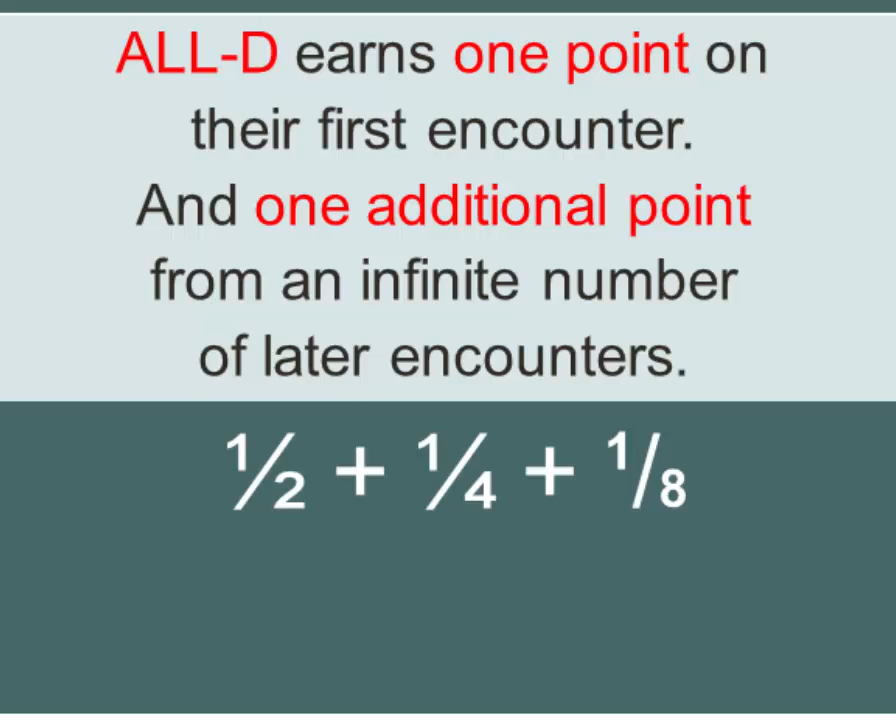 ALL-D earns one point on
their first encounter.
And one additional point
from an infinite number
of later encounters.
½ + ¼ + ⅛